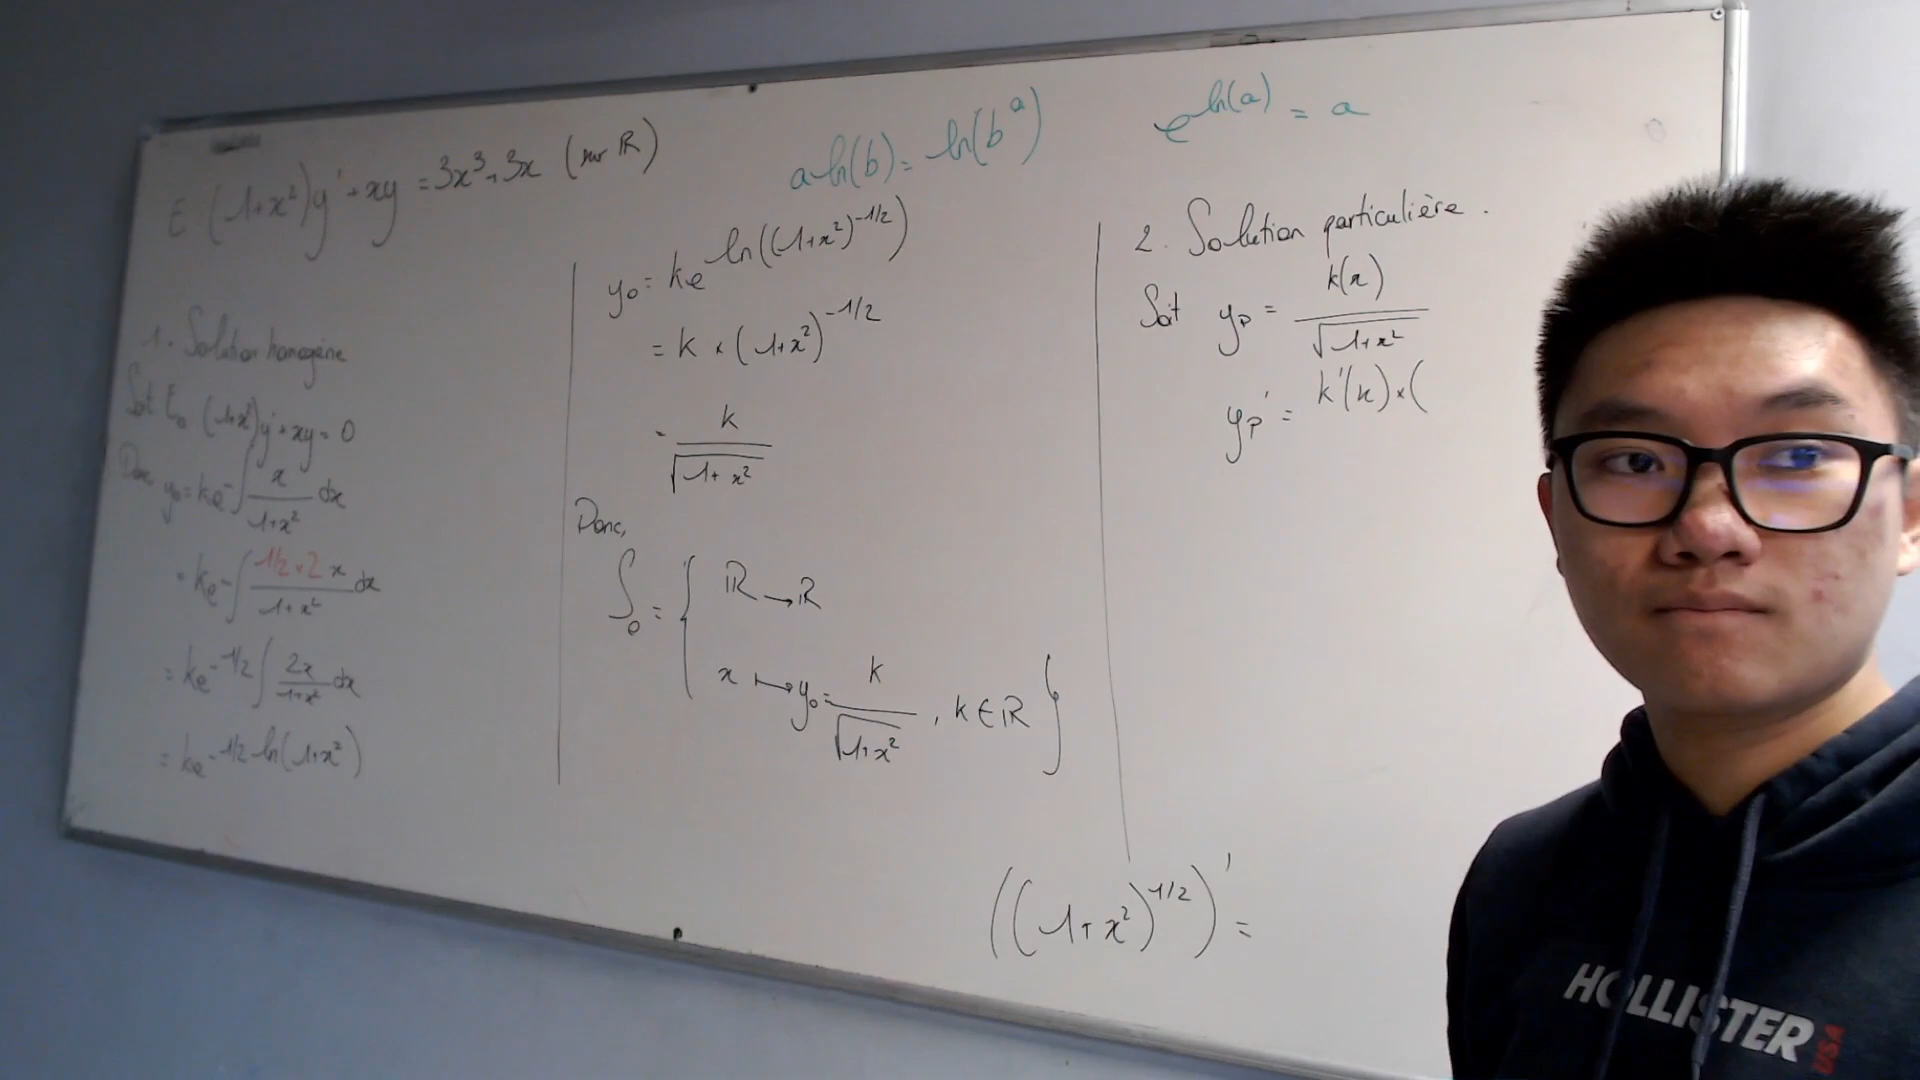 E (1+x²)y' + xy = 3x³+3x (sur ℝ)
a ln(b) = ln(b^a)
e^ln(a) = a
1. Solution homogène
Soit E₀ (1+x²)y' + xy = 0
Donc y₀ = ke^-∫ x/(1+x²) dx
= ke^-∫ (1/2 × 2x)/(1+x²) dx
= ke^-1/2 ∫ 2x/(1+x²) dx
= ke^-1/2 ln(1+x²)
y₀ = ke^ln((1+x²)^-1/2)
= k × (1+x²)^-1/2
= k/√(1+x²)
Donc,
S₀ = { ℝ → ℝ
x ↦ y₀ = k/√(1+x²), k ∈ ℝ }
2. Solution particulière.
Soit y_P = k(x)/√(1+x²)
y_P' = k'(x) × (
((1+x²)^1/2)' =
HOLLISTER
USA